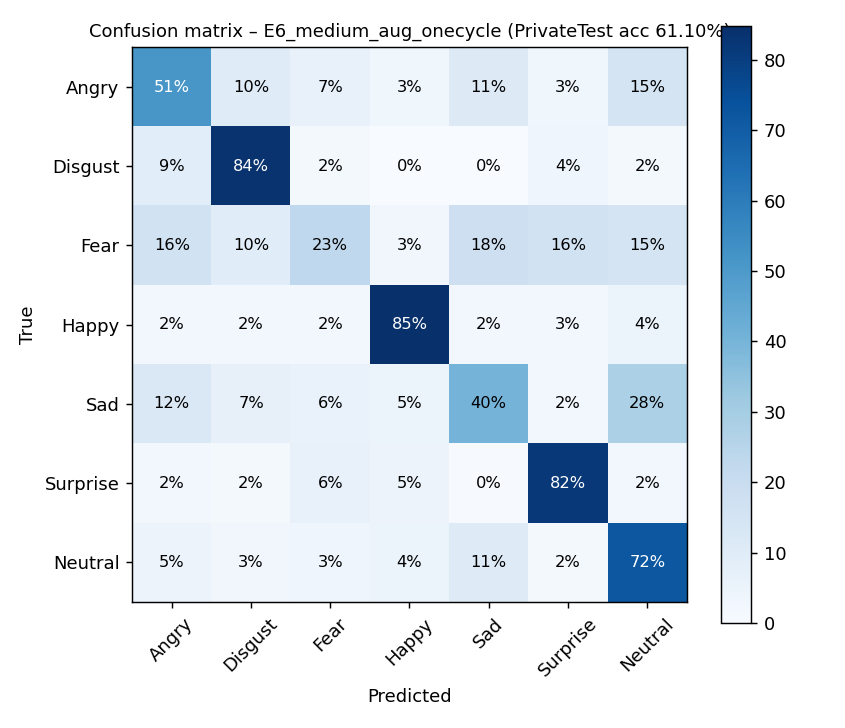 Confusion matrix – E6_medium_aug_onecycle (PrivateTest acc 61.10%)
Angry 51% 10% 7% 3% 11% 3% 15%
Disgust 9% 84% 2% 0% 0% 4% 2%
Fear 16% 10% 23% 3% 18% 16% 15%
Happy 2% 2% 2% 85% 2% 3% 4%
Sad 12% 7% 6% 5% 40% 2% 28%
Surprise 2% 2% 6% 5% 0% 82% 2%
Neutral 5% 3% 3% 4% 11% 2% 72%
Angry Disgust Fear Happy Sad Surprise Neutral
Predicted
True
80
70
60
50
40
30
20
10
0